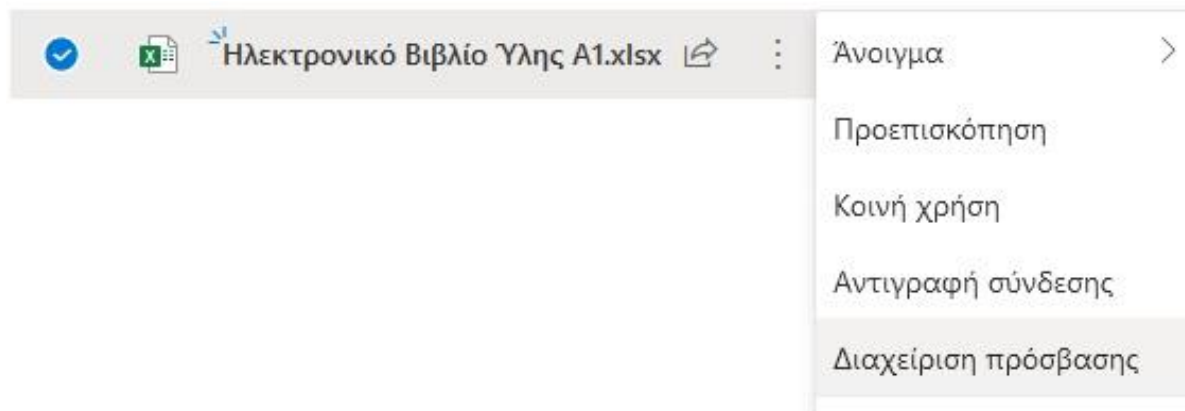 Ηλεκτρονικό Βιβλίο Ύλης Α1.xlsx
Άνοιγμα
Προεπισκόπηση
Κοινή χρήση
Αντιγραφή σύνδεσης
Διαχείριση πρόσβασης